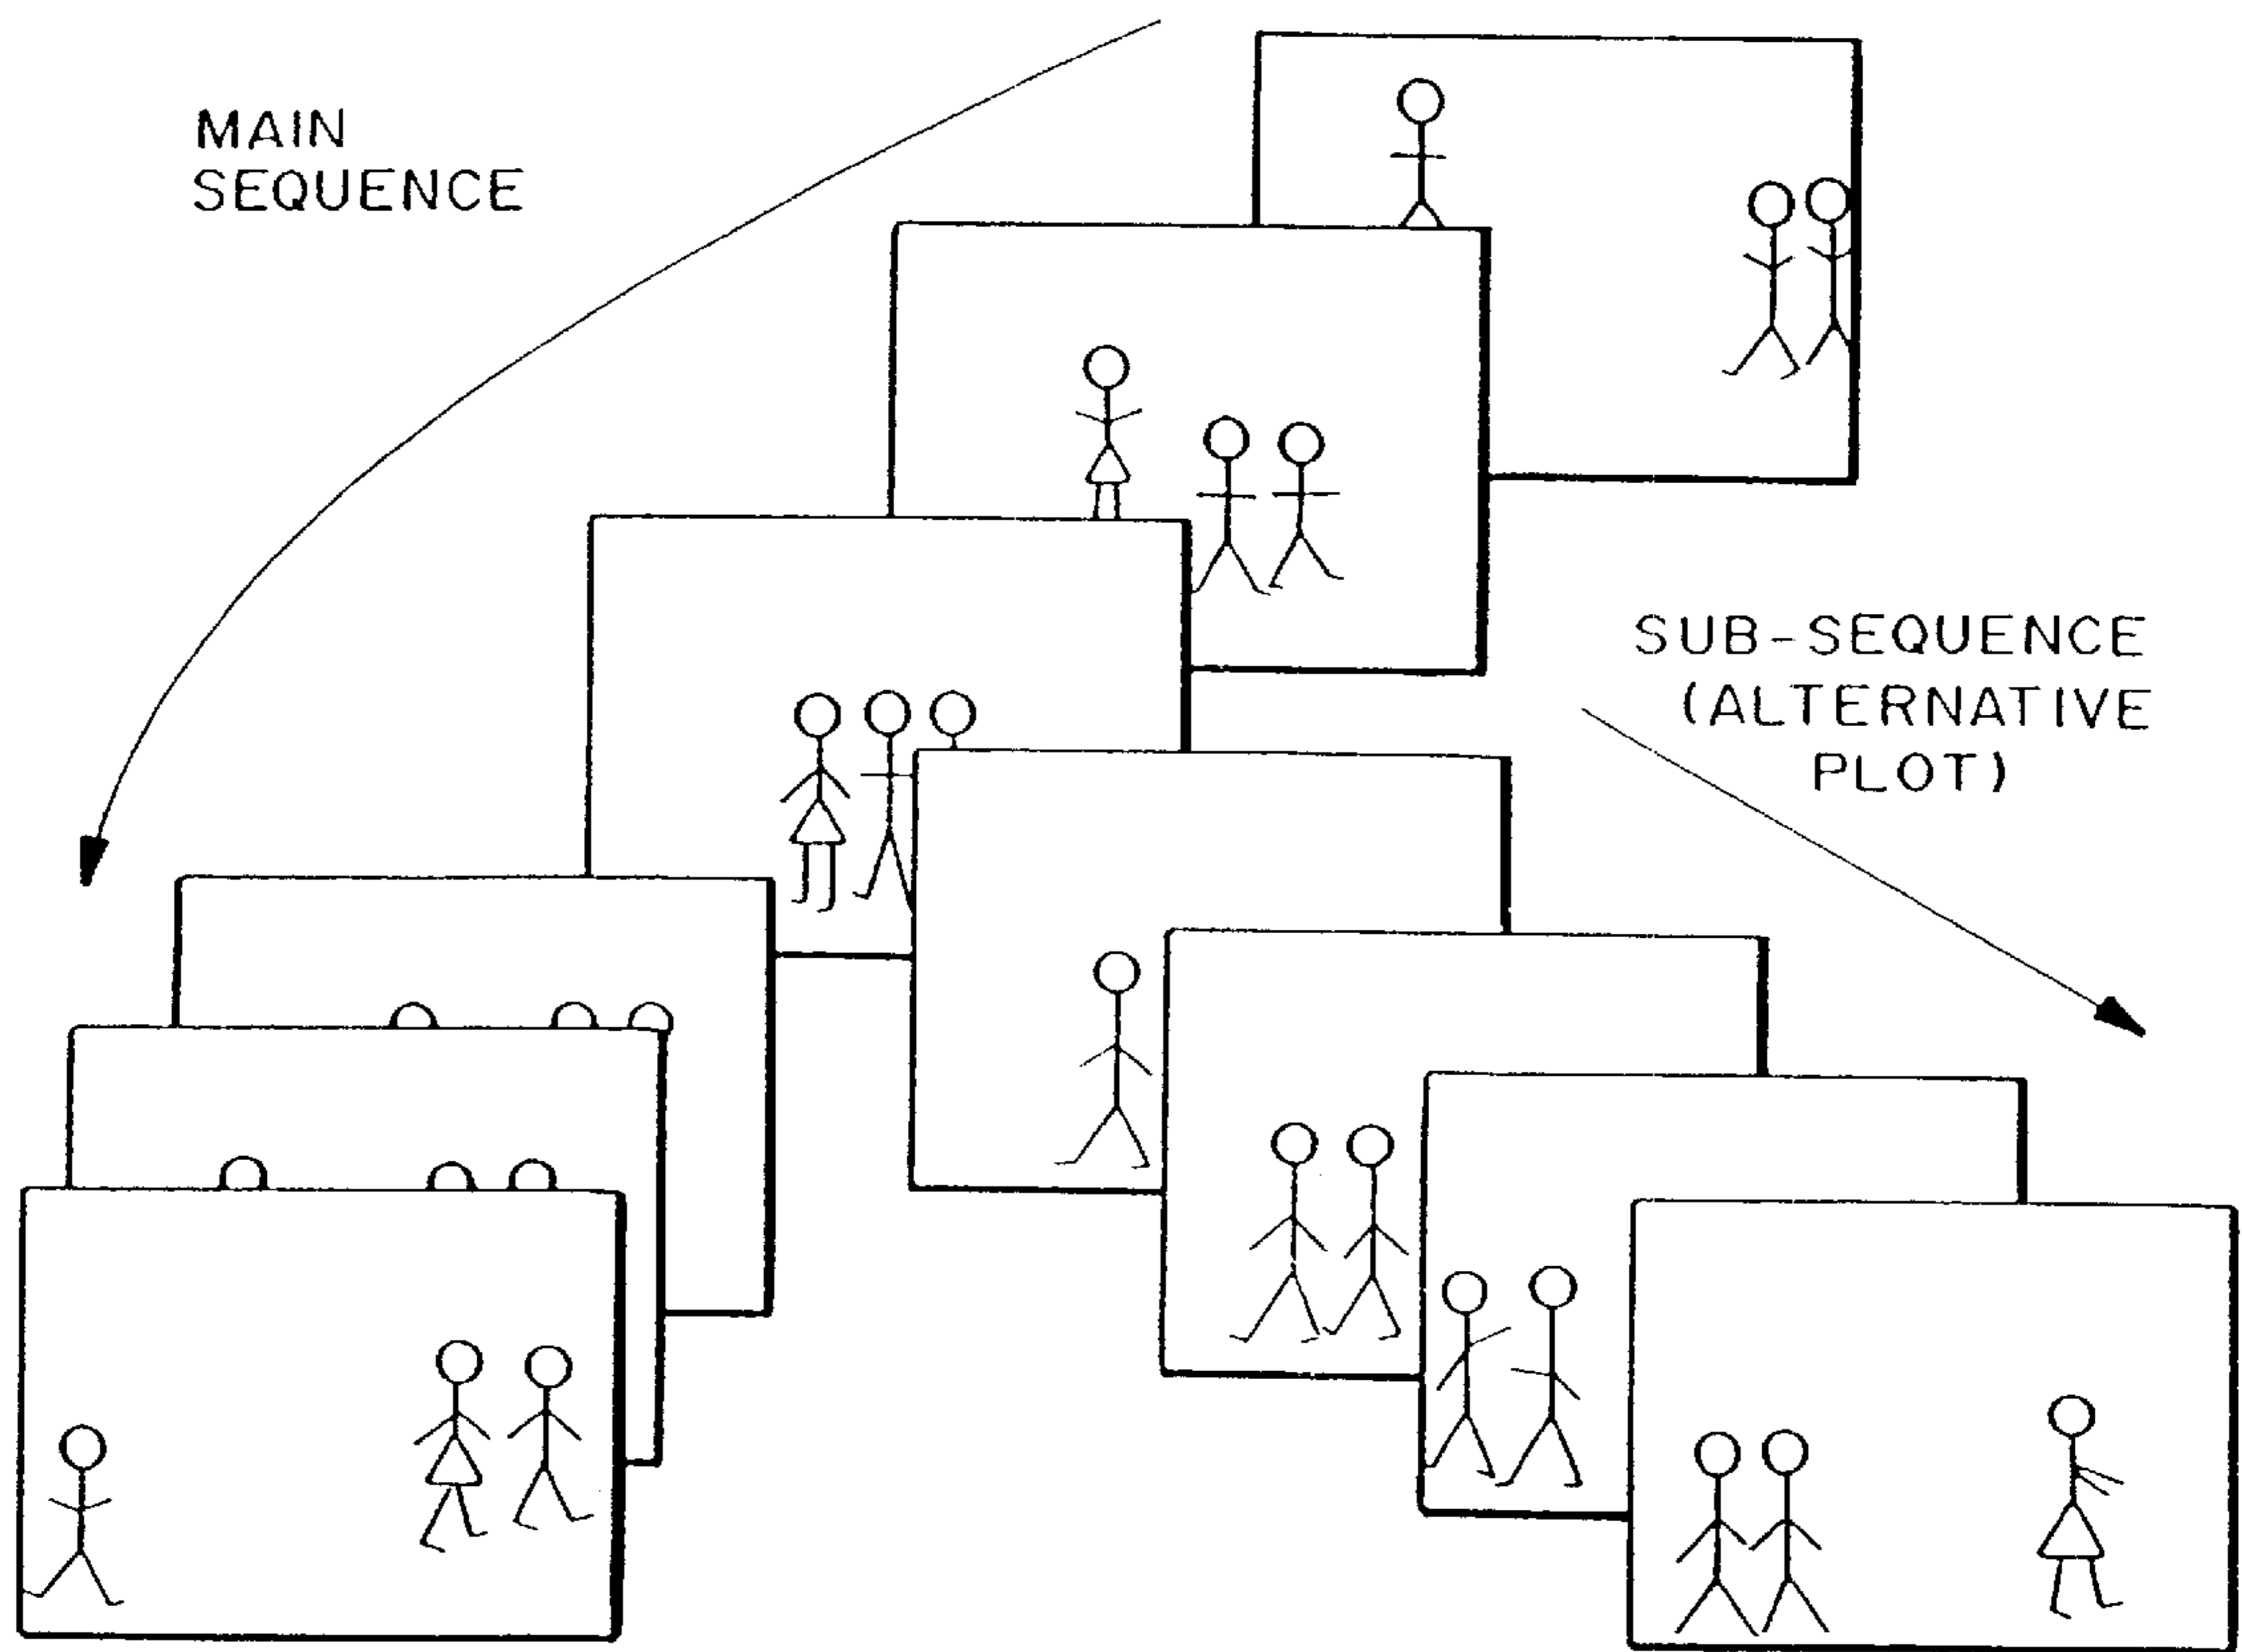 MAIN
SEQUENCE
SUB-SEQUENCE
(ALTERNATIVE
PLOT)